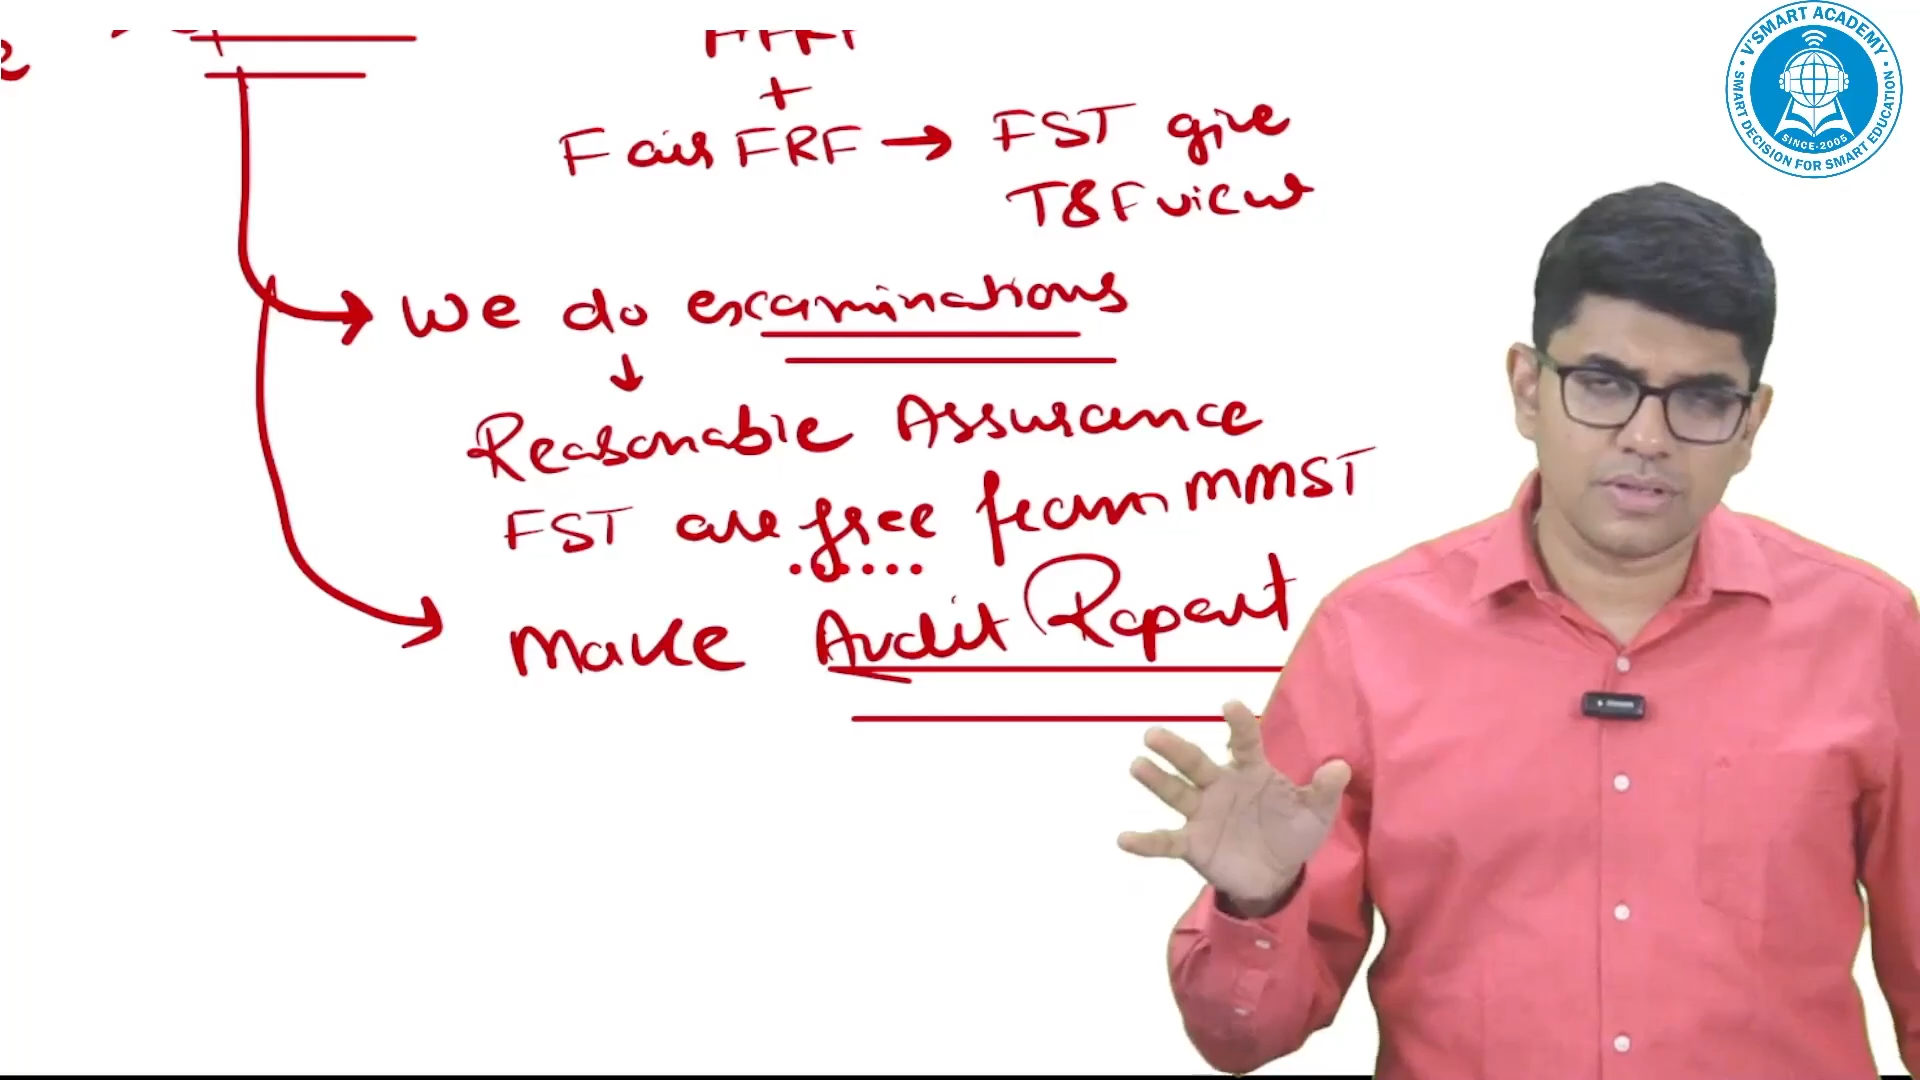 +
Fair FRF → FST give
T&F view
→ We do examinations
↓
Reasonable Assurance
FST are free from MMST
→ Make Audit Report
V'SMART ACADEMY
SMART DECISION FOR SMART EDUCATION
SINCE-2005